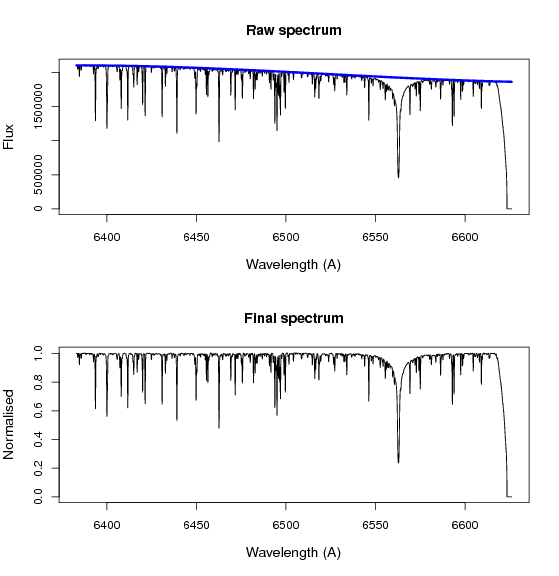 Raw spectrum
Flux
0 500000 1500000
6400 6450 6500 6550 6600
Wavelength (A)
Final spectrum
Normalised
0.0 0.2 0.4 0.6 0.8 1.0
6400 6450 6500 6550 6600
Wavelength (A)